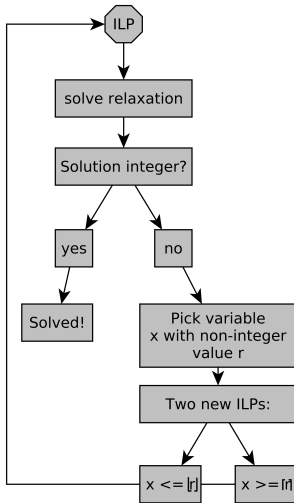 ILP
solve relaxation
Solution integer?
yes
no
Solved!
Pick variable
x with non-integer
value r
Two new ILPs:
x <=⌊r⌋
x >=⌈r⌉